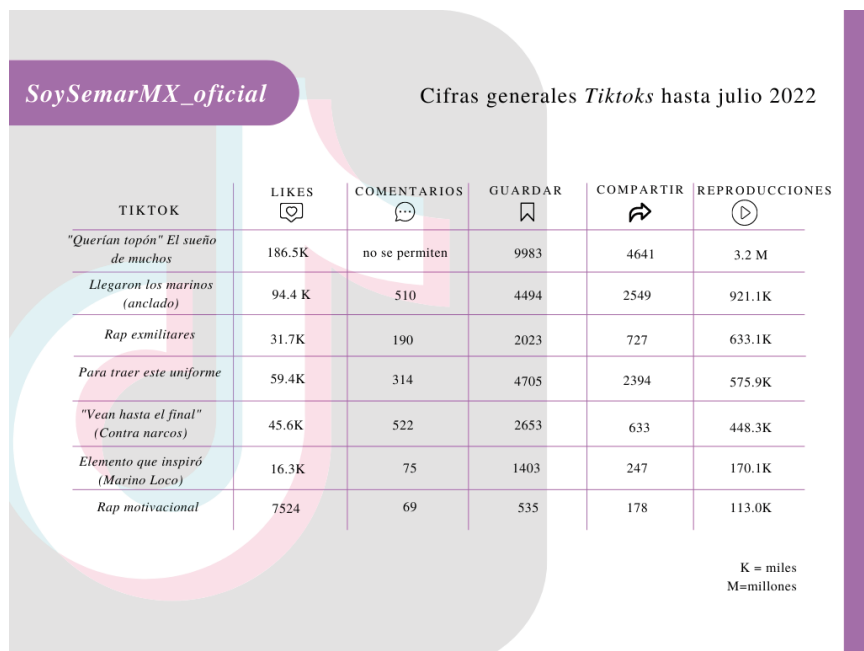 SoySemarMX_oficial
Cifras generales Tiktoks hasta julio 2022
TIKTOK LIKES COMENTARIOS GUARDAR COMPARTIR REPRODUCCIONES
"Querían topón" El sueño
de muchos 186.5K no se permiten 9983 4641 3.2 M
Llegaron los marinos
(anclado) 94.4 K 510 4494 2549 921.1K
Rap exmilitares 31.7K 190 2023 727 633.1K
Para traer este uniforme 59.4K 314 4705 2394 575.9K
"Vean hasta el final"
(Contra narcos) 45.6K 522 2653 633 448.3K
Elemento que inspiró
(Marino Loco) 16.3K 75 1403 247 170.1K
Rap motivacional 7524 69 535 178 113.0K
K = miles
M=millones